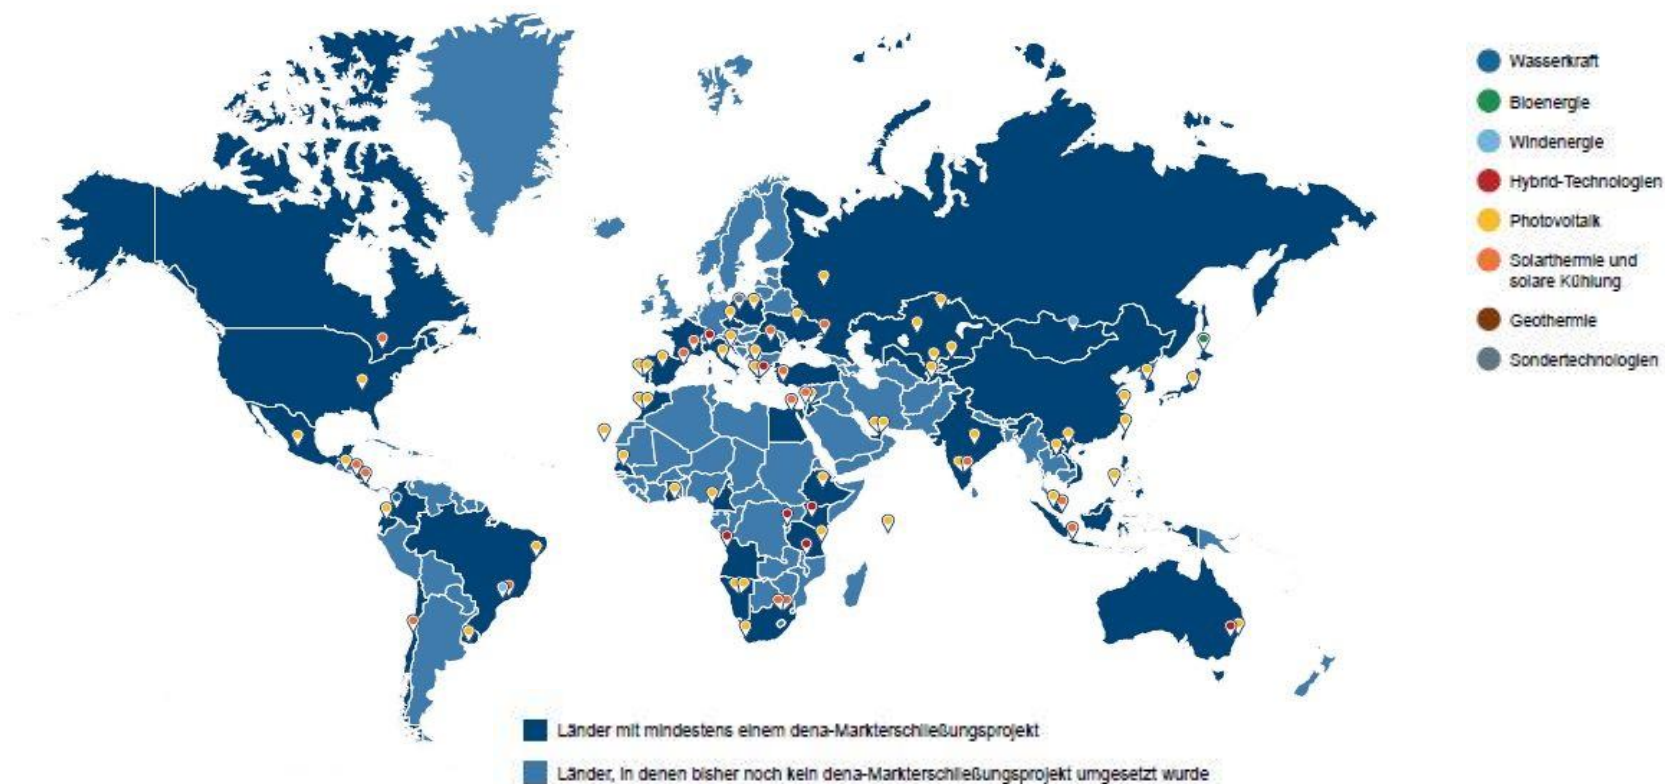 Wasserkraft
Bioenergie
Windenergie
Hybrid-Technologien
Photovoltaik
Solarthermie und
solare Kühlung
Geothermie
Sondertechnologien
Länder mit mindestens einem dena-Markterschließungsprojekt
Länder, in denen bisher noch kein dena-Markterschließungsprojekt umgesetzt wurde